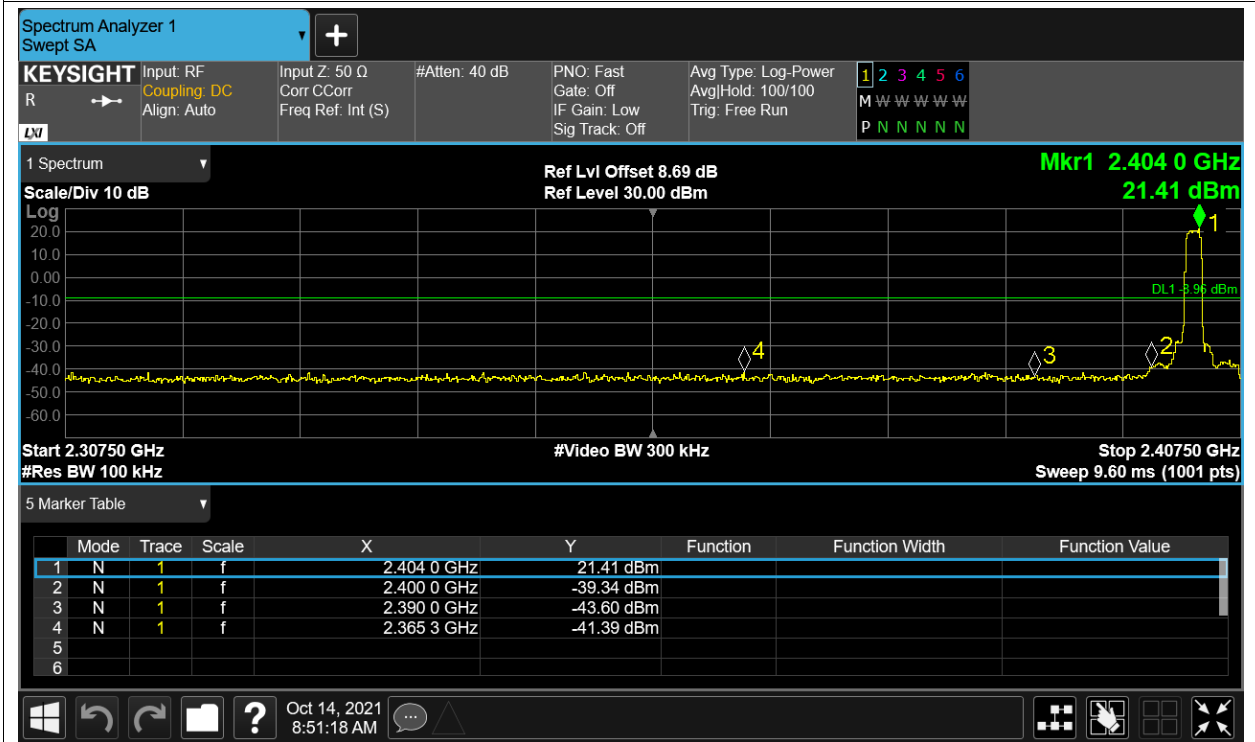 Spectrum Analyzer 1
Swept SA
KEYSIGHT Input: RF Input Z: 50 Ω #Atten: 40 dB PNO: Fast Avg Type: Log-Power 1 2 3 4 5 6
R Coupling: DC Corr CCorr Gate: Off Avg|Hold: 100/100 M W W W W W
Align: Auto Freq Ref: Int (S) IF Gain: Low Trig: Free Run
LXI Sig Track: Off P N N N N N
1 Spectrum Ref Lvl Offset 8.69 dB Mkr1 2.404 0 GHz
Scale/Div 10 dB Ref Level 30.00 dBm 21.41 dBm
Log
1
20.0
10.0
0.00
DL1 -8.96 dBm
-10.0
-20.0
-30.0
4 3 2
-40.0
-50.0
-60.0
Start 2.30750 GHz #Video BW 300 kHz Stop 2.40750 GHz
#Res BW 100 kHz Sweep 9.60 ms (1001 pts)
5 Marker Table
Mode Trace Scale X Y Function Function Width Function Value
1 N 1 f 2.404 0 GHz 21.41 dBm
2 N 1 f 2.400 0 GHz -39.34 dBm
3 N 1 f 2.390 0 GHz -43.60 dBm
4 N 1 f 2.365 3 GHz -41.39 dBm
5
6
? Oct 14, 2021
8:51:18 AM